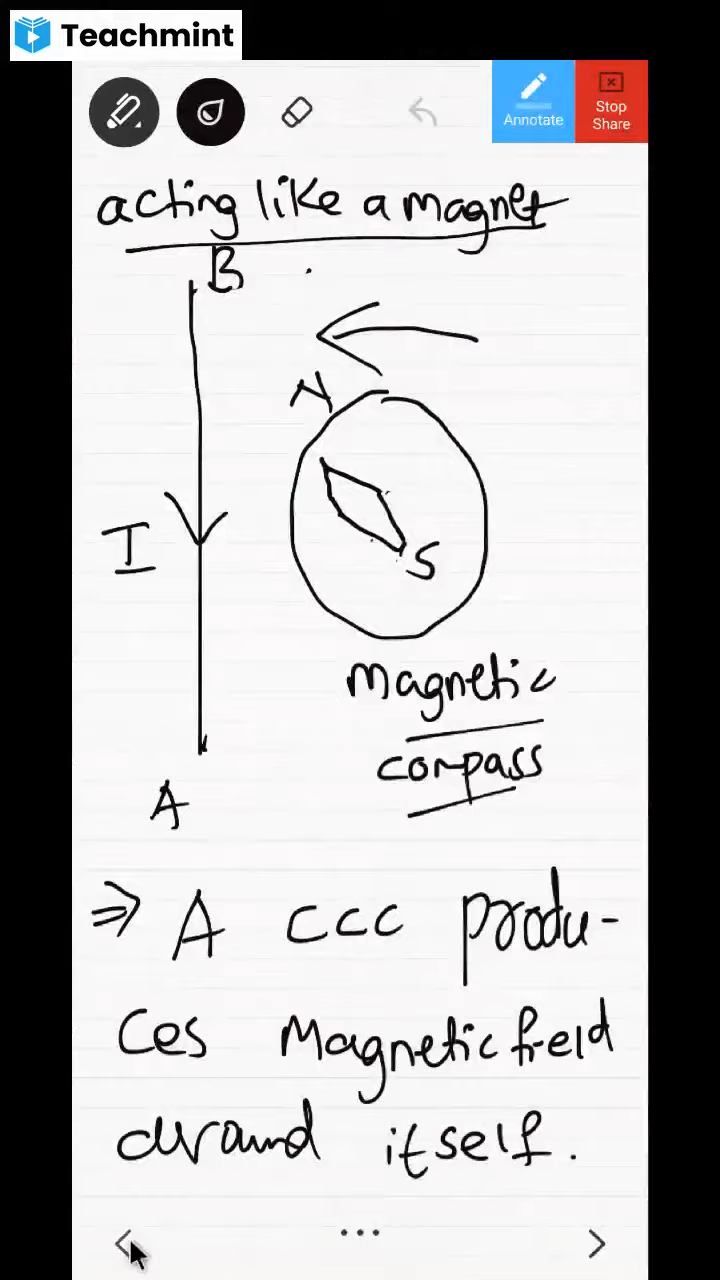 Teachmint
Annotate
Stop
Share
acting like a magnet
B
N
I
S
magnetic
compass
A
⇒ A ccc produ-
ces Magnetic field
around itself.